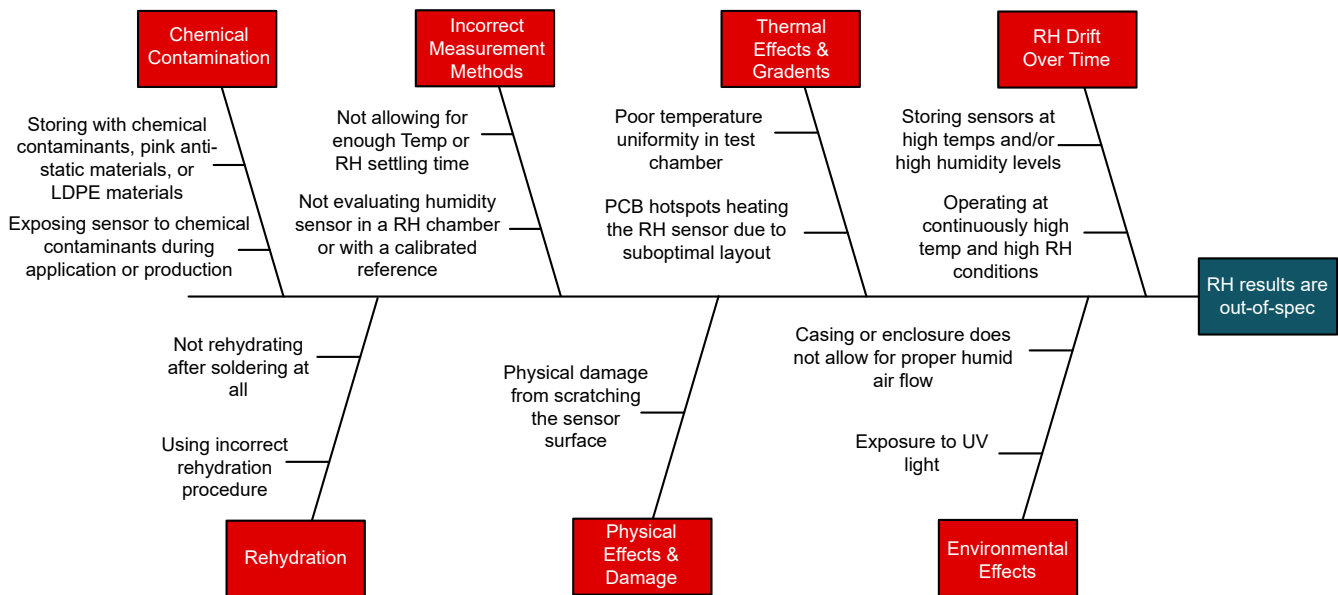 Chemical
Contamination
Incorrect
Measurement
Methods
Thermal
Effects &
Gradents
RH Drift
Over Time
Storing with chemical
contaminants, pink anti-
static materials, or
LDPE materials
Exposing sensor to chemical
contaminants during
application or production
Not allowing for
enough Temp or
RH settling time
Not evaluating humidity
sensor in a RH chamber
or with a calibrated
reference
Poor temperature
uniformity in test
chamber
PCB hotspots heating
the RH sensor due to
suboptimal layout
Storing sensors at
high temps and/or
high humidity levels
Operating at
continuously high
temp and high RH
conditions
RH results are
out-of-spec
Not rehydrating
after soldering at
all
Using incorrect
rehydration
procedure
Physical damage
from scratching
the sensor
surface
Casing or enclosure does
not allow for proper humid
air flow
Exposure to UV
light
Rehydration
Physical
Effects &
Damage
Environmental
Effects